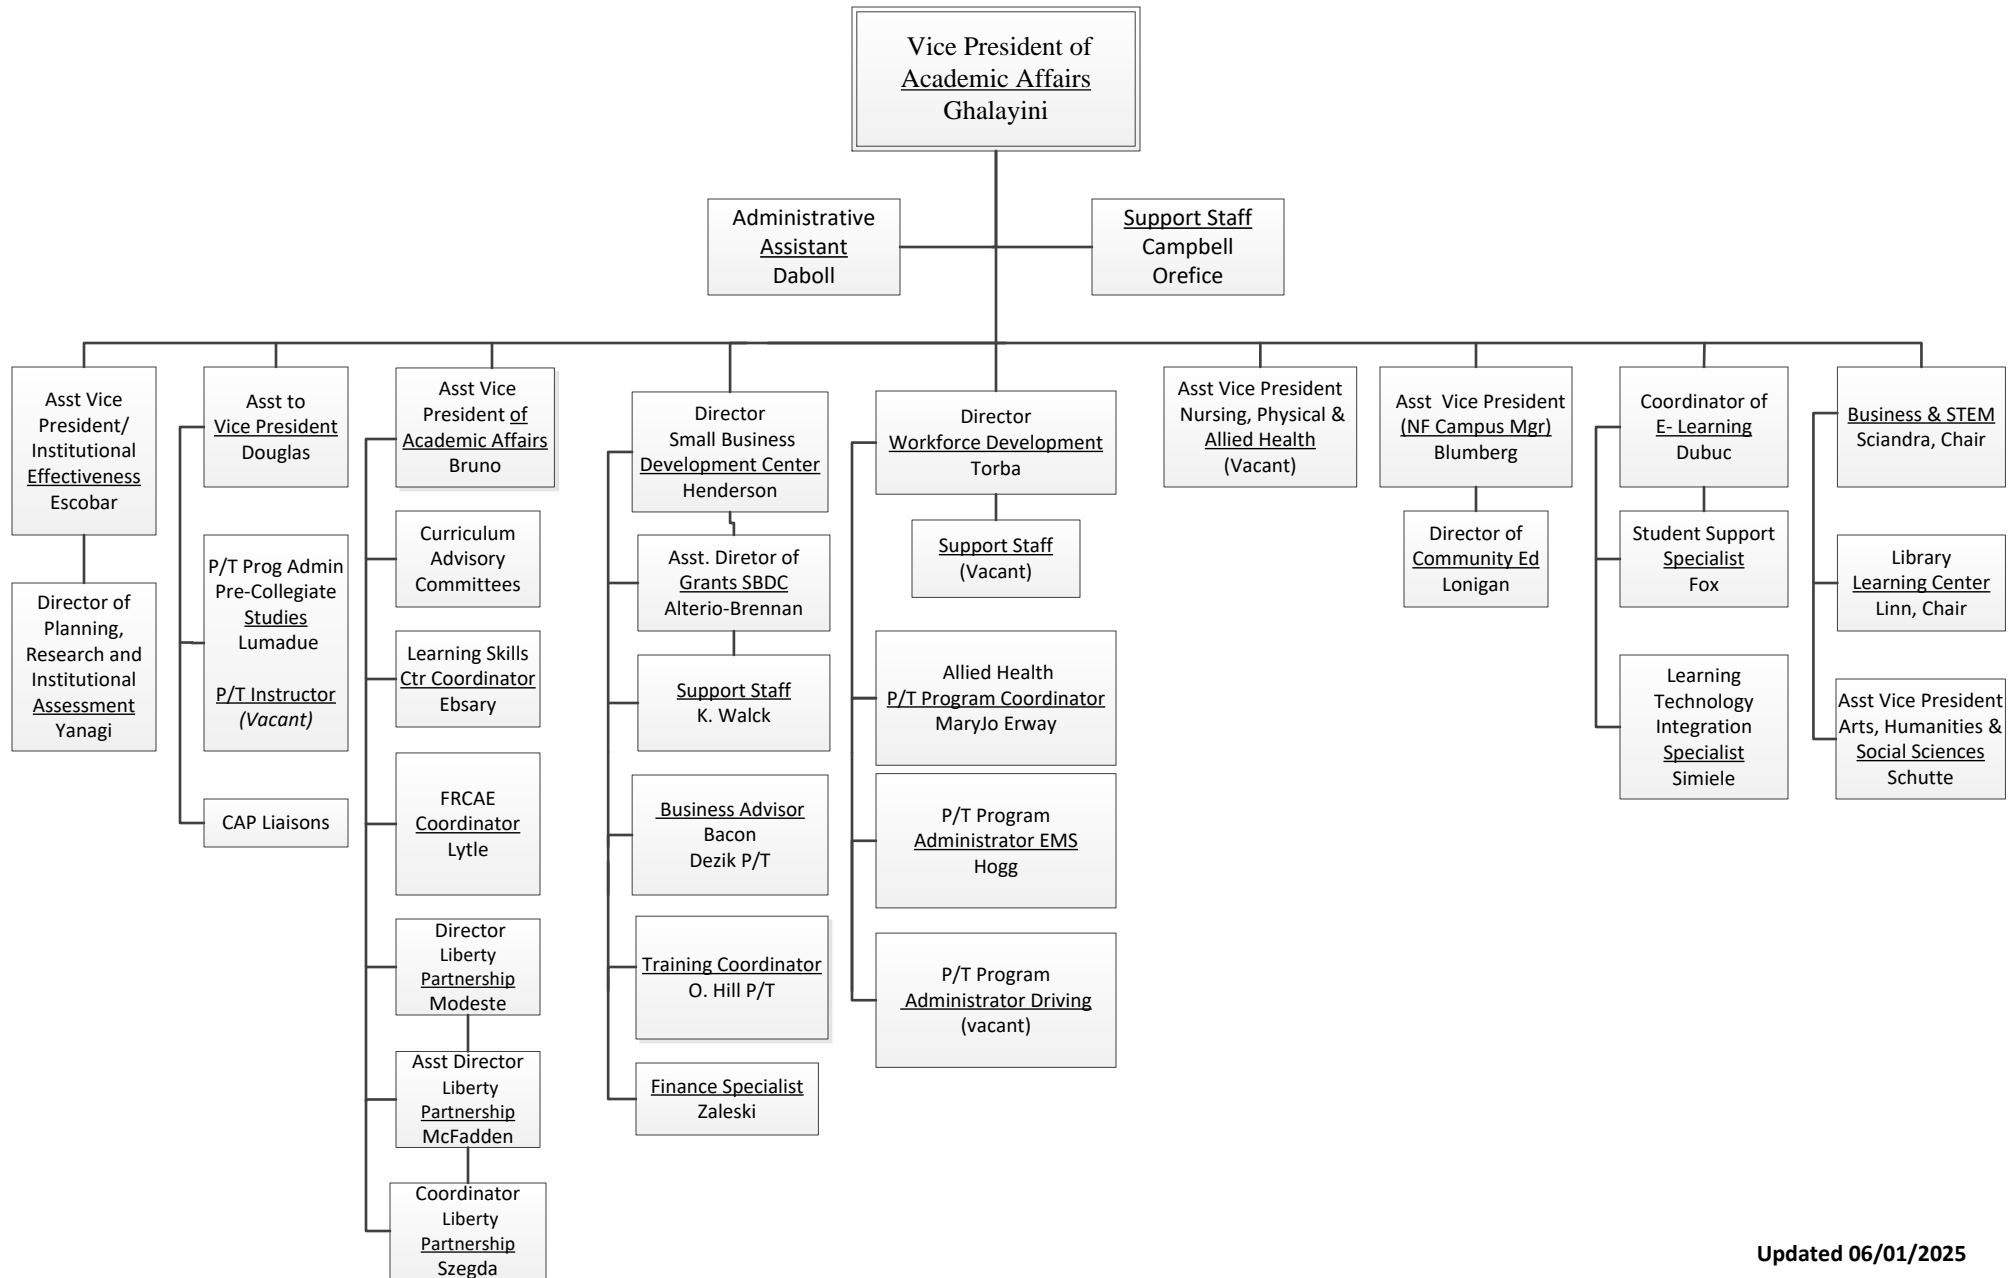 Vice President of
Academic Affairs
Ghalayini
Administrative
Assistant
Daboll
Support Staff
Campbell
Orefice
Asst Vice
President/
Institutional
Effectiveness
Escobar
Director of
Planning,
Research and
Institutional
Assessment
Yanagi
Asst to
Vice President
Douglas
P/T Prog Admin
Pre-Collegiate
Studies
Lumadue
P/T Instructor
(Vacant)
CAP Liaisons
Asst Vice
President of
Academic Affairs
Bruno
Curriculum
Advisory
Committees
Learning Skills
Ctr Coordinator
Ebsary
FRCAE
Coordinator
Lytle
Director
Liberty
Partnership
Modeste
Asst Director
Liberty
Partnership
McFadden
Coordinator
Liberty
Partnership
Szegda
Director
Small Business
Development Center
Henderson
Asst. Diretor of
Grants SBDC
Alterio-Brennan
Support Staff
K. Walck
Business Advisor
Bacon
Dezik P/T
Training Coordinator
O. Hill P/T
Finance Specialist
Zaleski
Director
Workforce Development
Torba
Support Staff
(Vacant)
Allied Health
P/T Program Coordinator
MaryJo Erway
P/T Program
Administrator EMS
Hogg
P/T Program
Administrator Driving
(vacant)
Asst Vice President
Nursing, Physical &
Allied Health
(Vacant)
Asst  Vice President
(NF Campus Mgr)
Blumberg
Director of
Community Ed
Lonigan
Coordinator of
E- Learning
Dubuc
Student Support
Specialist
Fox
Learning
Technology
Integration
Specialist
Simiele
Business & STEM
Sciandra, Chair
Library
Learning Center
Linn, Chair
Asst Vice President
Arts, Humanities &
Social Sciences
Schutte
Updated 06/01/2025